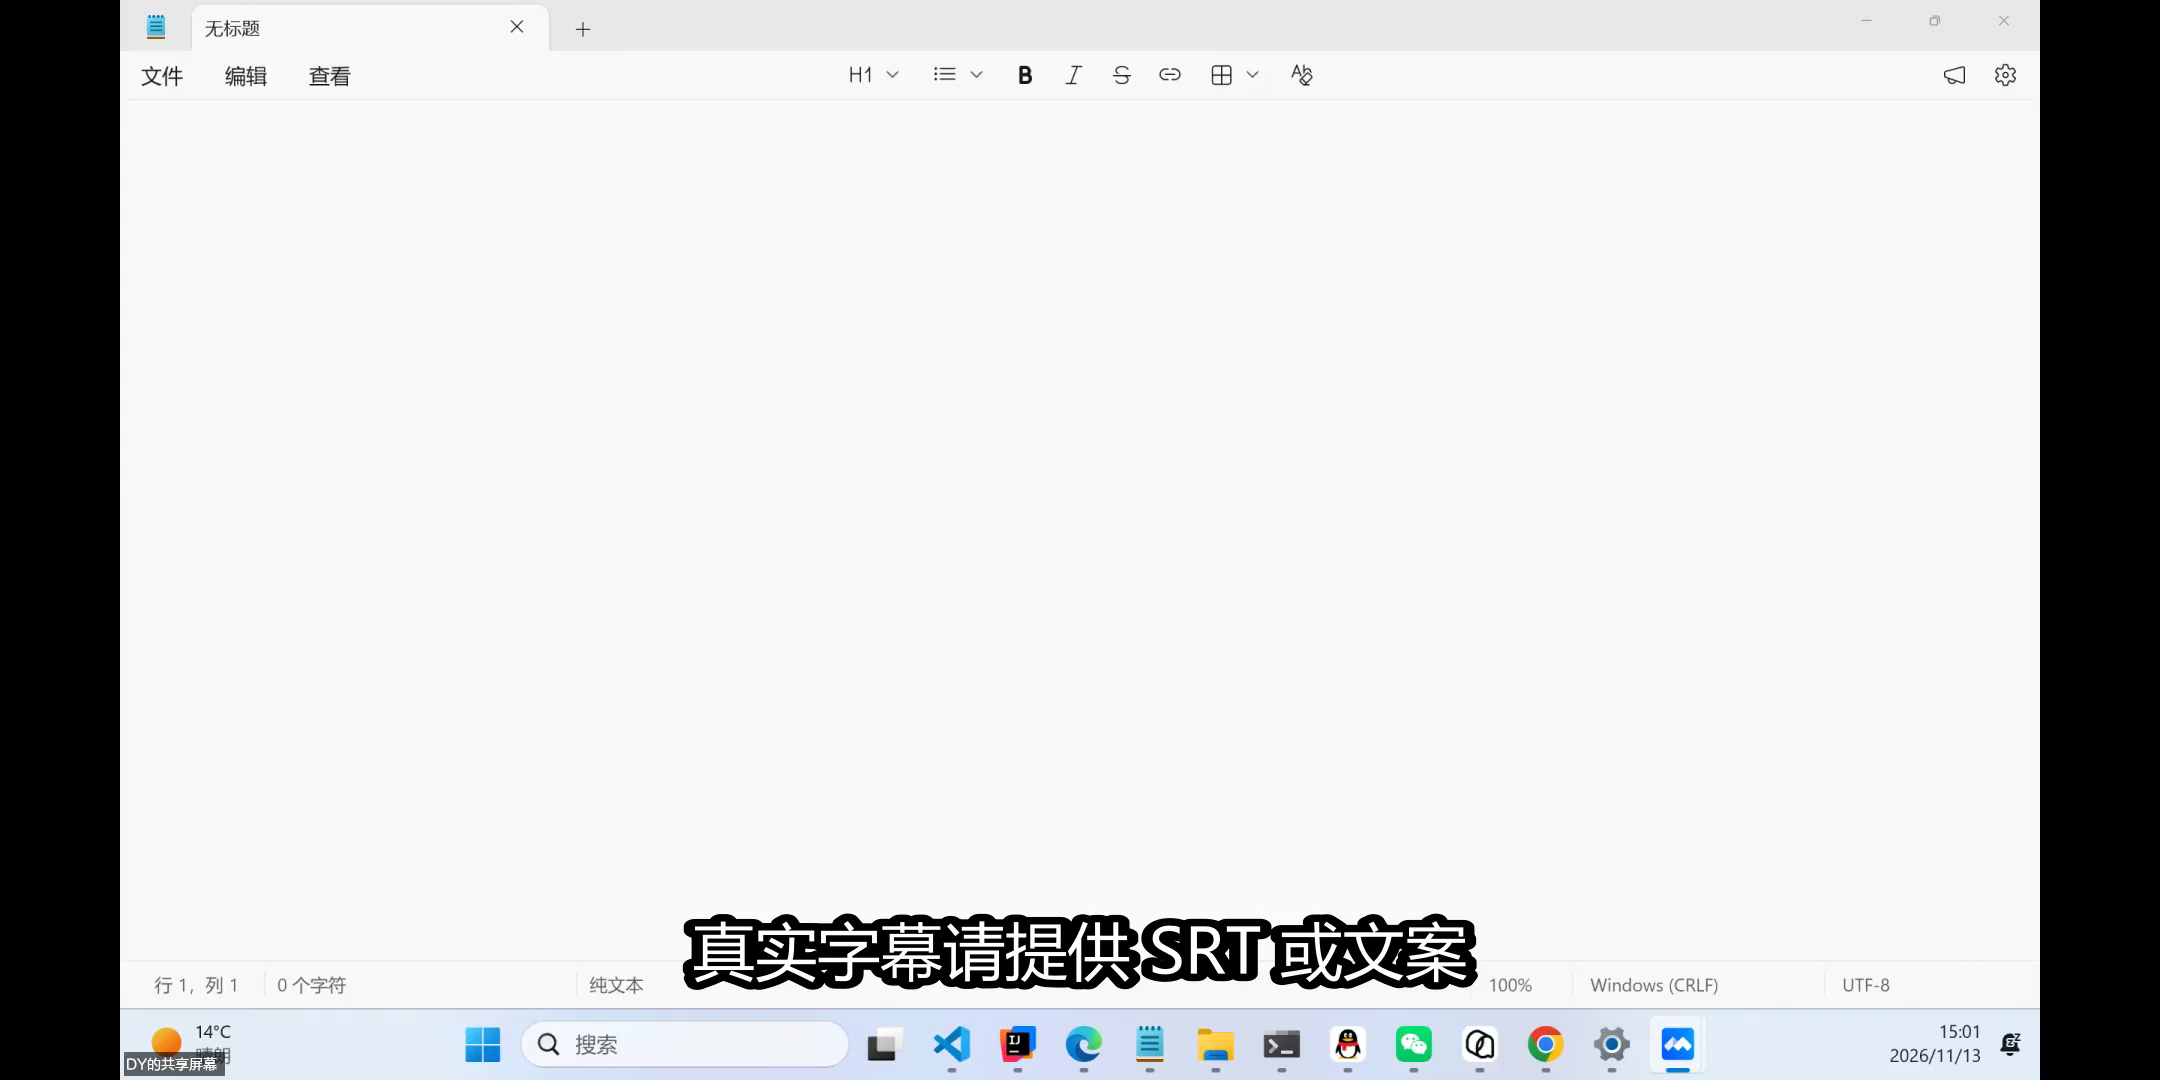 无标题
文件 编辑 查看
H1
真实字幕请提供 SRT 或文案
行 1，列 1 0 个字符 纯文本 100% Windows (CRLF) UTF-8
14°C
晴朗
DY的共享屏幕
搜索
15:01
2026/11/13